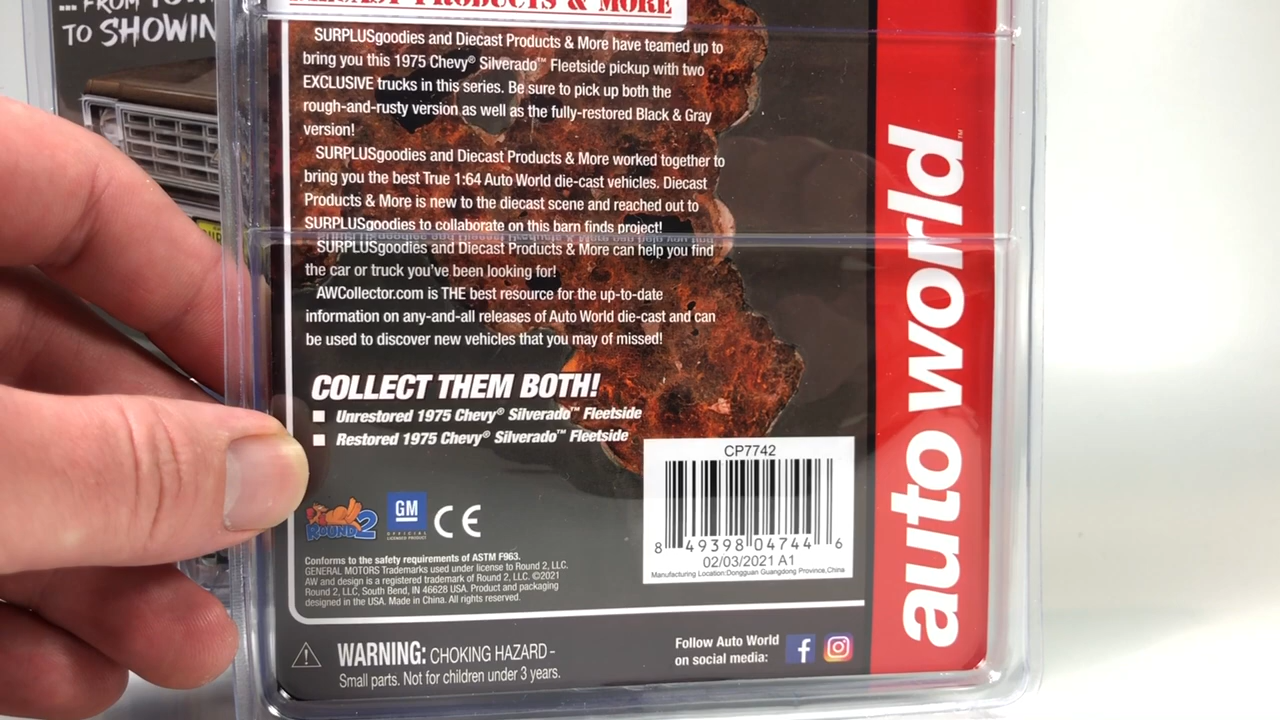 ... FROM
TO SHOWIN
PRODUCTS & MORE
SURPLUSgoodies and Diecast Products & More have teamed up to
bring you this 1975 Chevy® Silverado™ Fleetside pickup with two
EXCLUSIVE trucks in this series. Be sure to pick up both the
rough-and-rusty version as well as the fully-restored Black & Gray
version!
SURPLUSgoodies and Diecast Products & More worked together to
bring you the best True 1:64 Auto World die-cast vehicles. Diecast
Products & More is new to the diecast scene and reached out to
SURPLUSgoodies to collaborate on this barn finds project!
SURPLUSgoodies and Diecast Products & More can help you find
the car or truck you've been looking for!
AWCollector.com is THE best resource for the up-to-date
information on any-and-all releases of Auto World die-cast and can
be used to discover new vehicles that you may of missed!
COLLECT THEM BOTH!
Unrestored 1975 Chevy® Silverado™ Fleetside
Restored 1975 Chevy® Silverado™ Fleetside
ROUND 2
GM
OFFICIAL
LICENSED PRODUCT
CE
Conforms to the safety requirements of ASTM F963.
GENERAL MOTORS Trademarks used under license to Round 2, LLC.
AW and design is a registered trademark of Round 2, LLC. ©2021
Round 2, LLC, South Bend, IN 46628 USA. Product and packaging
designed in the USA. Made in China. All rights reserved.
CP7742
8 49398 04744 6
02/03/2021 A1
Manufacturing Location:Dongguan Guangdong Province,China
WARNING: CHOKING HAZARD -
Small parts. Not for children under 3 years.
Follow Auto World
on social media:
auto world™